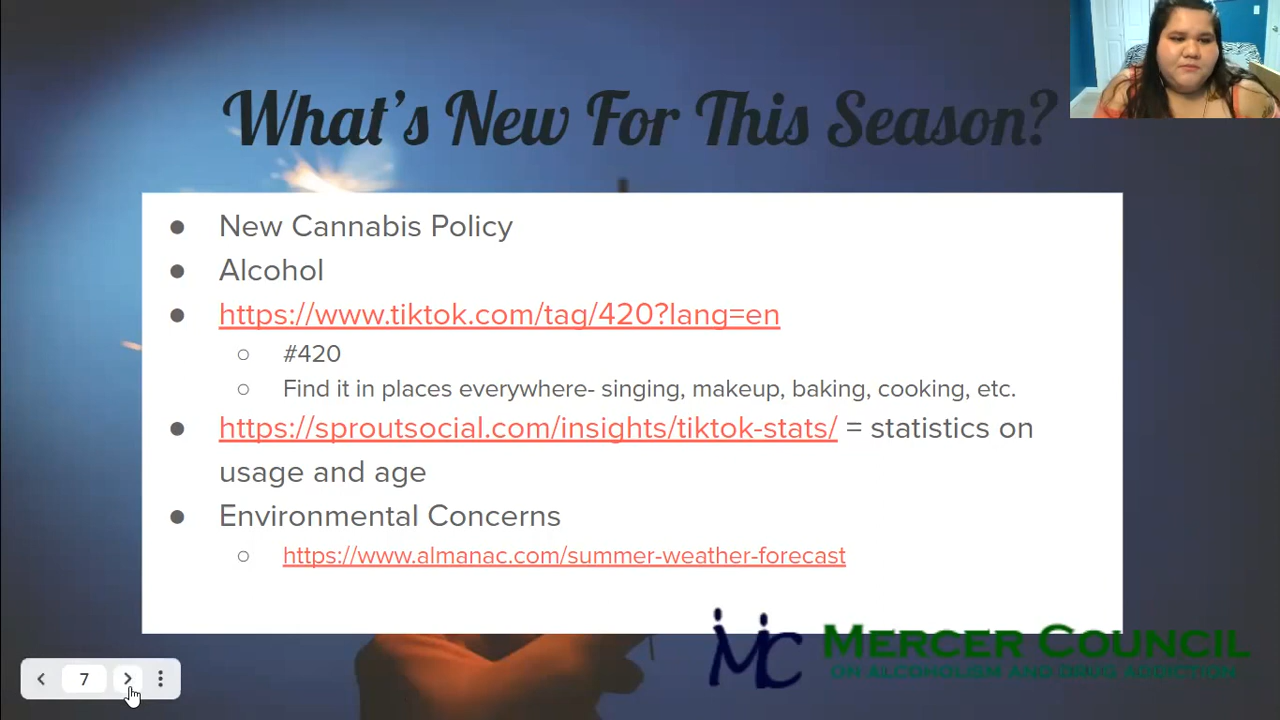 What's New For This Season?
● New Cannabis Policy
● Alcohol
● https://www.tiktok.com/tag/420?lang=en
○ #420
○ Find it in places everywhere- singing, makeup, baking, cooking, etc.
● https://sproutsocial.com/insights/tiktok-stats/ = statistics on
usage and age
● Environmental Concerns
○ https://www.almanac.com/summer-weather-forecast
MC MERCER COUNCIL
ON ALCOHOLISM AND DRUG ADDICTION
7